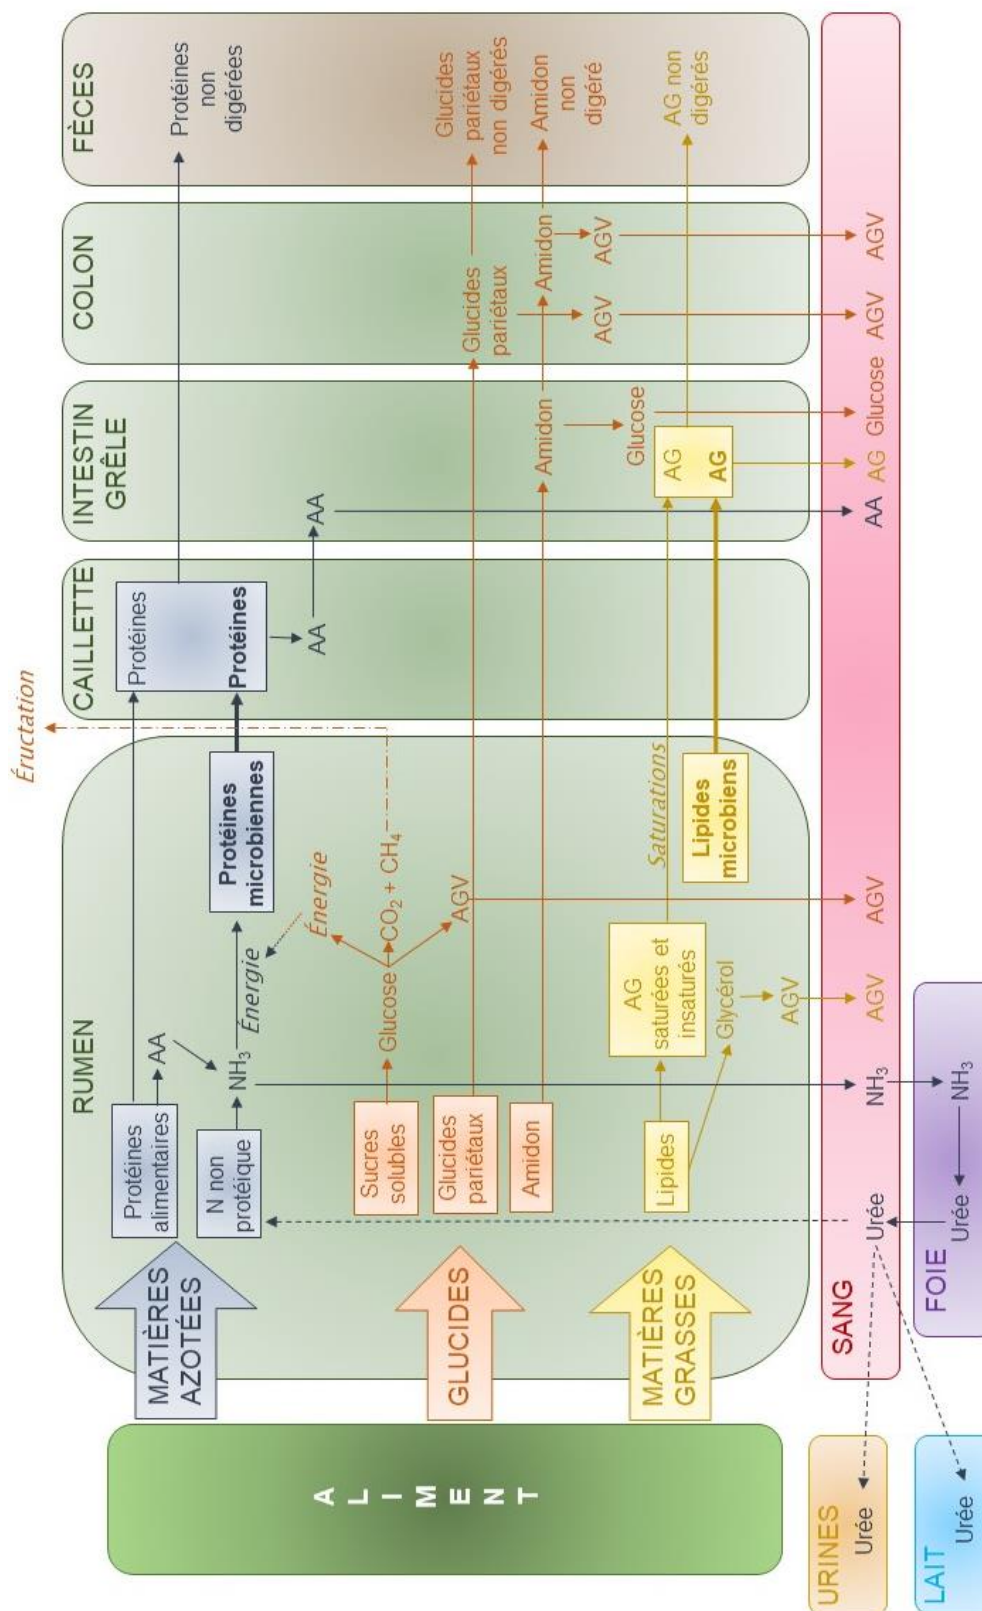 Éructation
A
L
I
M
E
N
T
MATIÈRES
AZOTÉES
GLUCIDES
MATIÈRES
GRASSES
RUMEN
Protéines
alimentaires
AA
N non
protéique
NH3
Énergie
Protéines
microbiennes
Énergie
Sucres
solubles
Glucose
CO2 + CH4
AGV
Glucides
pariétaux
Amidon
Lipides
AG
saturées et
insaturés
Saturations
Glycérol
AGV
Lipides
microbiens
CAILLETTE
Protéines
Protéines
AA
INTESTIN
GRÊLE
AA
Amidon
Glucose
AG
AG
COLON
Glucides
pariétaux
Amidon
AGV
AGV
FÈCES
Protéines
non
digérées
Glucides
pariétaux
non digérés
Amidon
non
digéré
AG non
digérés
SANG
Urée
NH3
AGV
AGV
AA
AG
Glucose
AGV
AGV
FOIE
Urée
NH3
URINES
Urée
LAIT
Urée